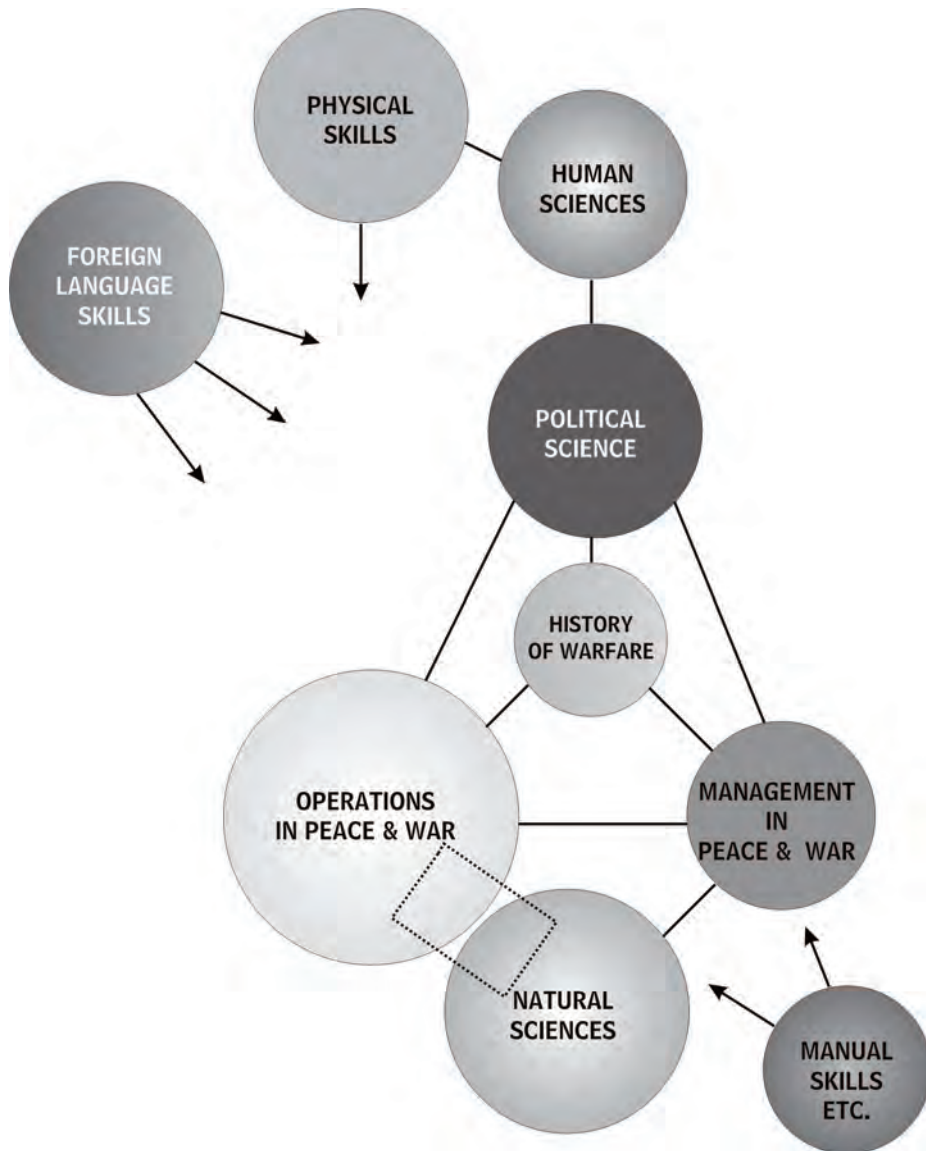 PHYSICAL
SKILLS
HUMAN
SCIENCES
FOREIGN
LANGUAGE
SKILLS
POLITICAL
SCIENCE
HISTORY
OF WARFARE
OPERATIONS
IN PEACE & WAR
MANAGEMENT
IN
PEACE & WAR
NATURAL
SCIENCES
MANUAL
SKILLS
ETC.